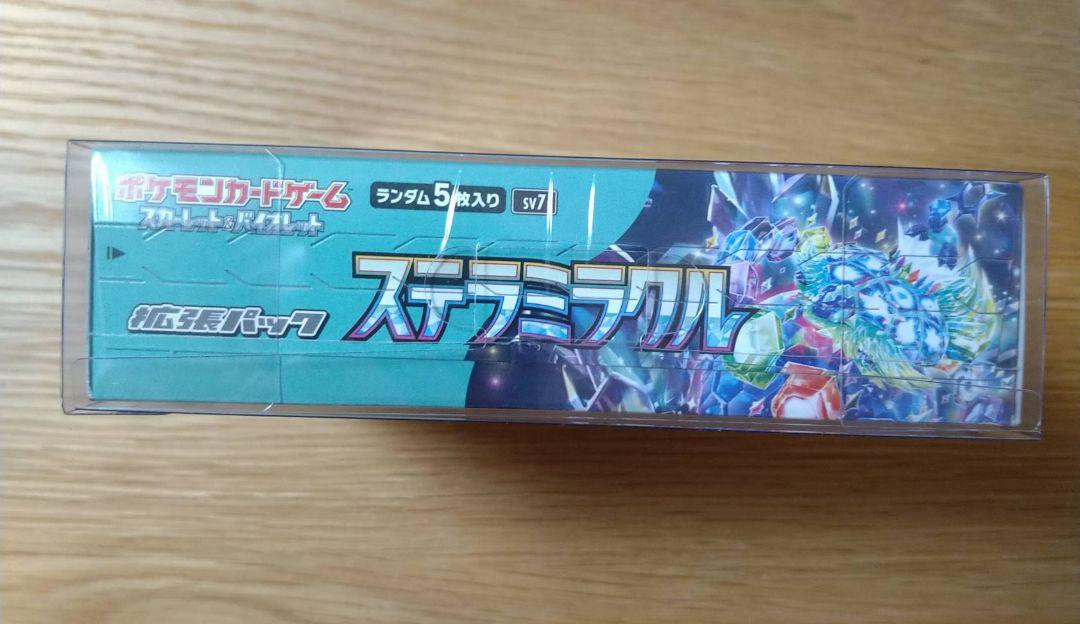 ポケモンカードゲーム
スカーレット&バイオレット
ランダム5枚入り
sv7
拡張パック
ステラミラクル